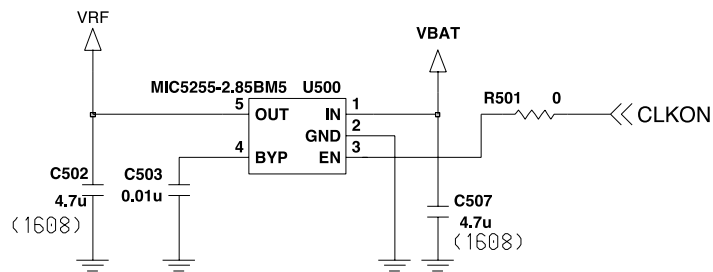 VRF
VBAT
MIC5255-2.85BM5 U500
R501 0
5 OUT IN 1
CLKON
GND 2
4 BYP EN 3
C502 C503
4.7u 0.01u
(1608)
C507
4.7u
(1608)